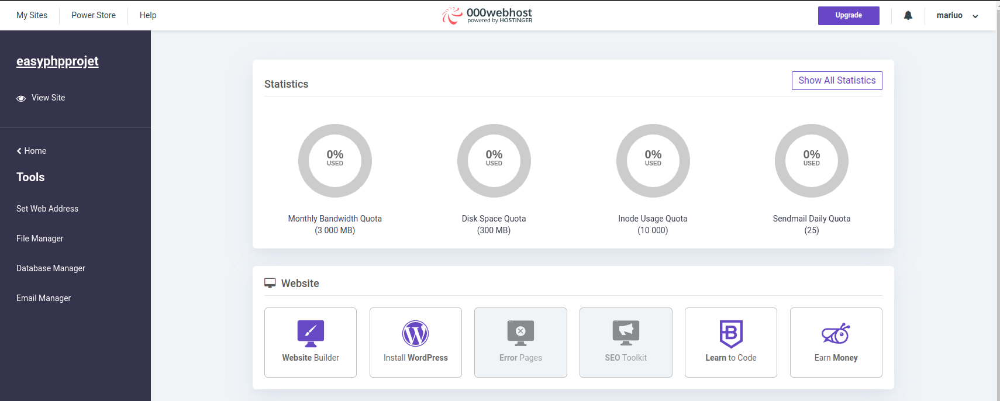 My Sites
Power Store
Help
000webhost
powered by HOSTINGER
Upgrade
mariuo
easyphpprojet
View Site
Home
Tools
Set Web Address
File Manager
Database Manager
Email Manager
Statistics
Show All Statistics
0%
USED
Monthly Bandwidth Quota
(3 000 MB)
0%
USED
Disk Space Quota
(300 MB)
0%
USED
Inode Usage Quota
(10 000)
0%
USED
Sendmail Daily Quota
(25)
Website
Website Builder
Install WordPress
Error Pages
SEO Toolkit
B
Learn to Code
Earn Money